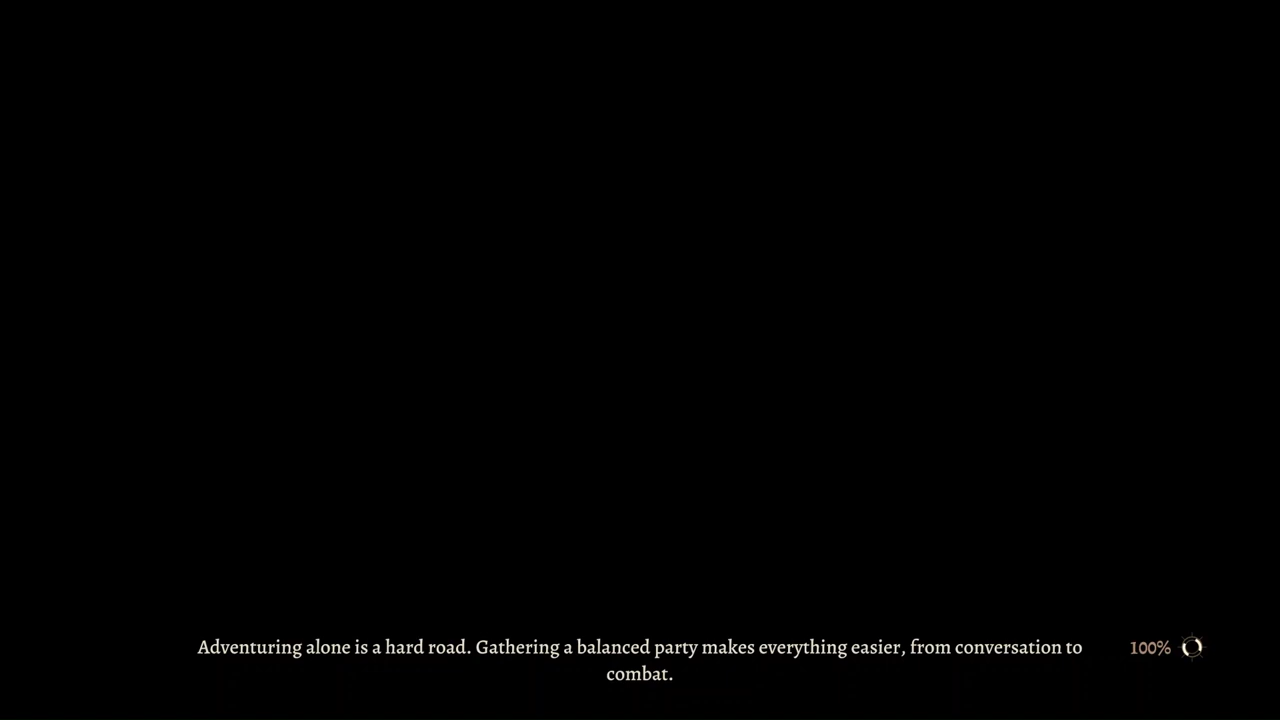 Adventuring alone is a hard road. Gathering a balanced party makes everything easier, from conversation to
combat.
100%